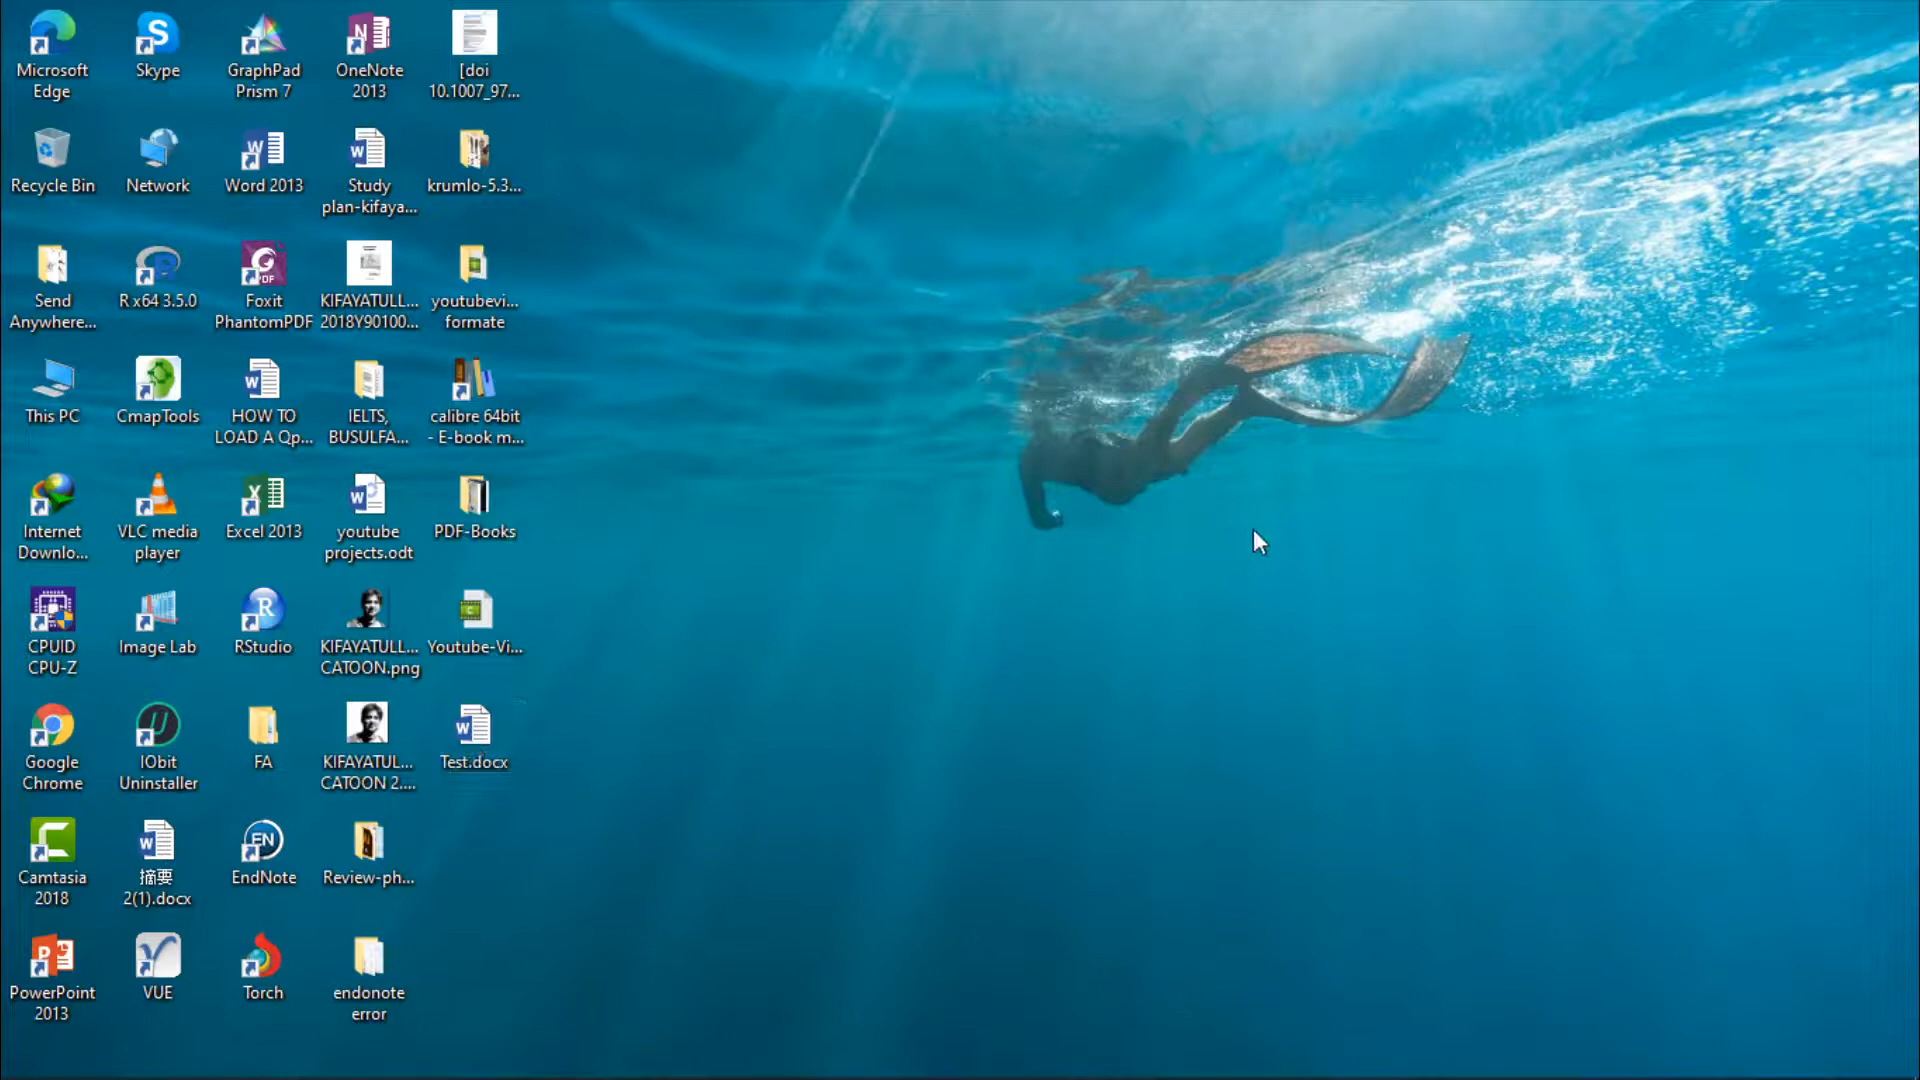 Microsoft
Edge
Skype
GraphPad
Prism 7
OneNote
2013
[doi
10.1007_97...
Recycle Bin
Network
Word 2013
Study
plan-kifaya...
krumlo-5.3...
Send
Anywhere...
R x64 3.5.0
Foxit
PhantomPDF
KIFAYATULL...
2018Y90100...
youtubevi...
formate
This PC
CmapTools
HOW TO
LOAD A Qp...
IELTS,
BUSULFA...
calibre 64bit
- E-book m...
Internet
Downlo...
VLC media
player
Excel 2013
youtube
projects.odt
PDF-Books
CPUID
CPU-Z
Image Lab
RStudio
KIFAYATULL...
CATOON.png
Youtube-Vi...
Google
Chrome
IObit
Uninstaller
FA
KIFAYATUL...
CATOON 2....
Test.docx
Camtasia
2018
摘要
2(1).docx
EndNote
Review-ph...
PowerPoint
2013
VUE
Torch
endonote
error